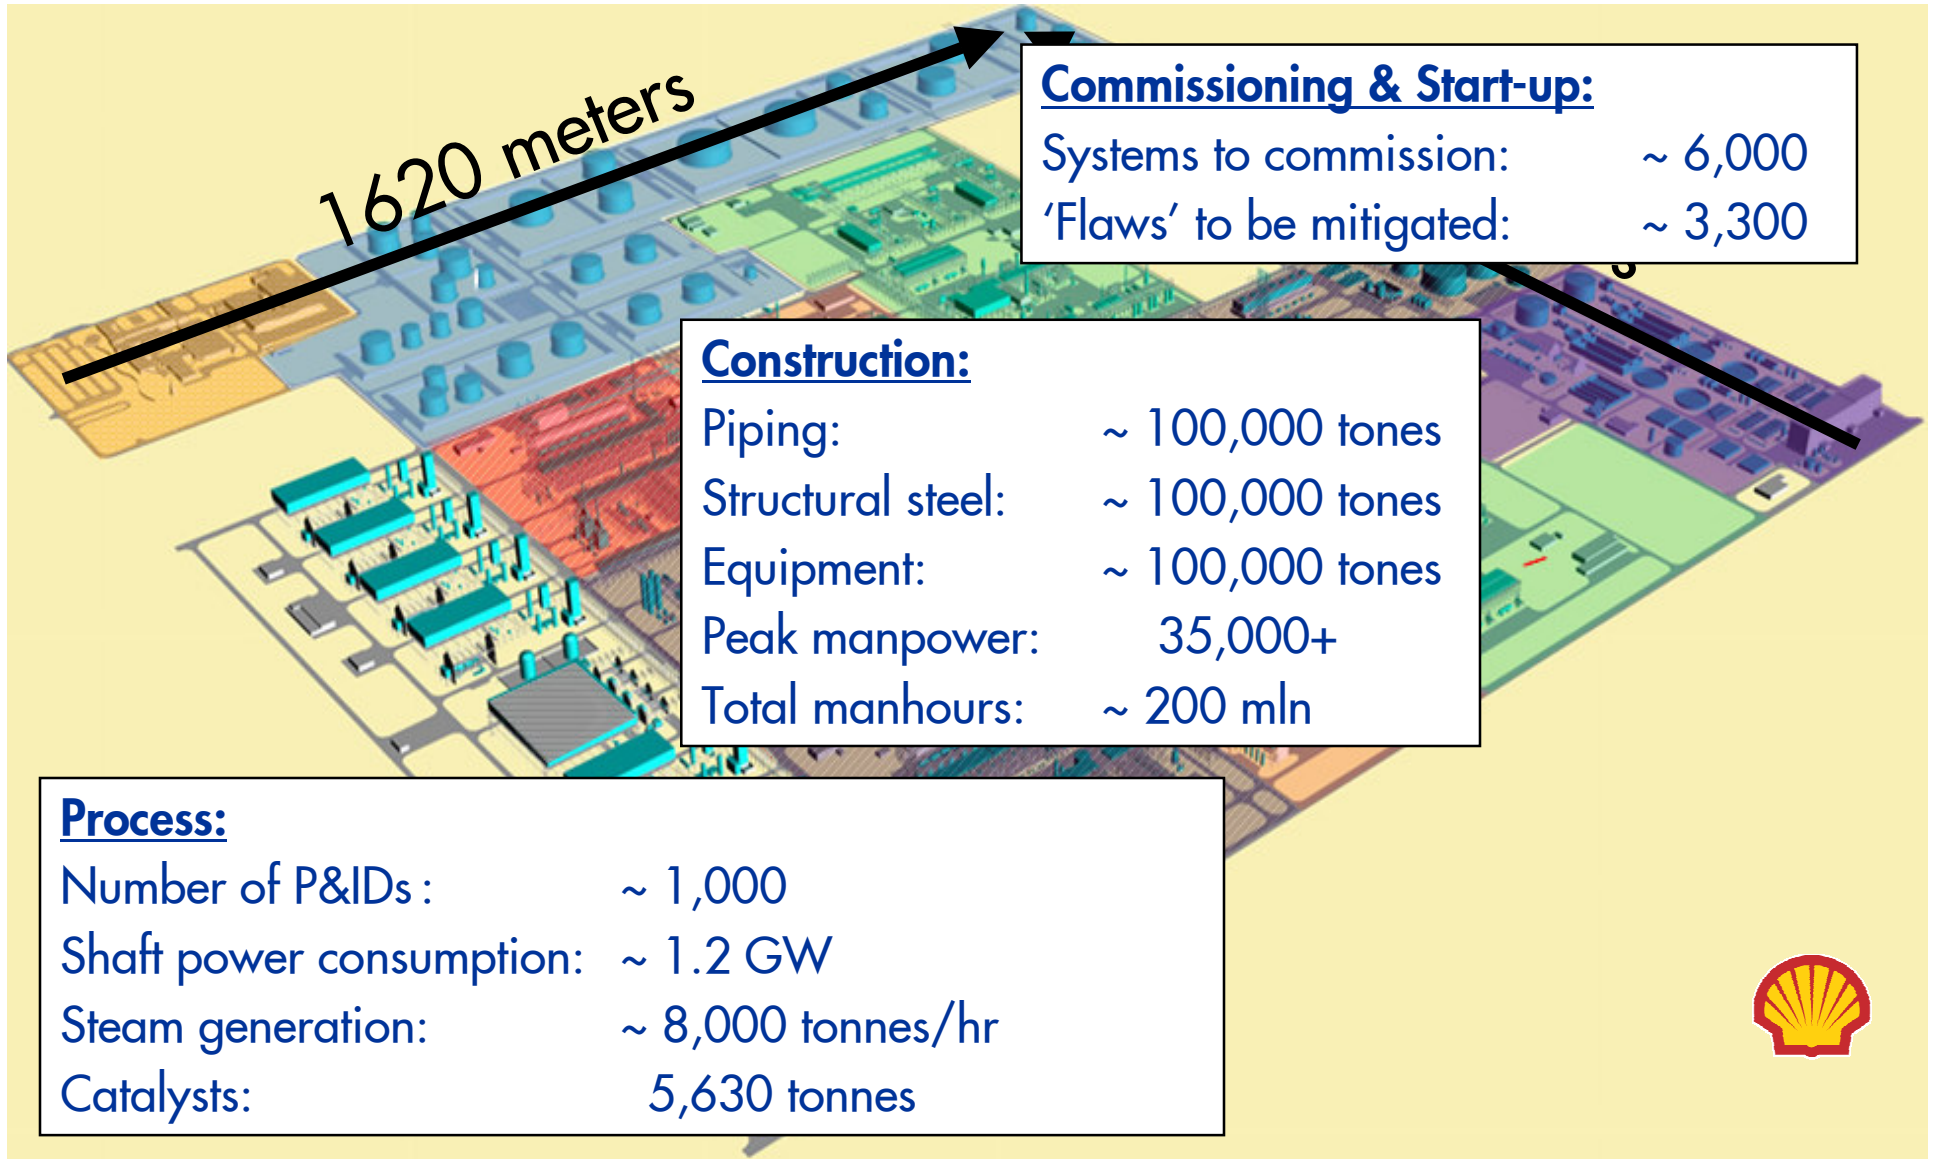 1620 meters
Commissioning & Start-up:
Systems to commission: ~ 6,000
‘Flaws’ to be mitigated: ~ 3,300
Construction:
Piping: ~ 100,000 tones
Structural steel: ~ 100,000 tones
Equipment: ~ 100,000 tones
Peak manpower: 35,000+
Total manhours: ~ 200 mln
Process:
Number of P&IDs : ~ 1,000
Shaft power consumption: ~ 1.2 GW
Steam generation: ~ 8,000 tonnes/hr
Catalysts: 5,630 tonnes